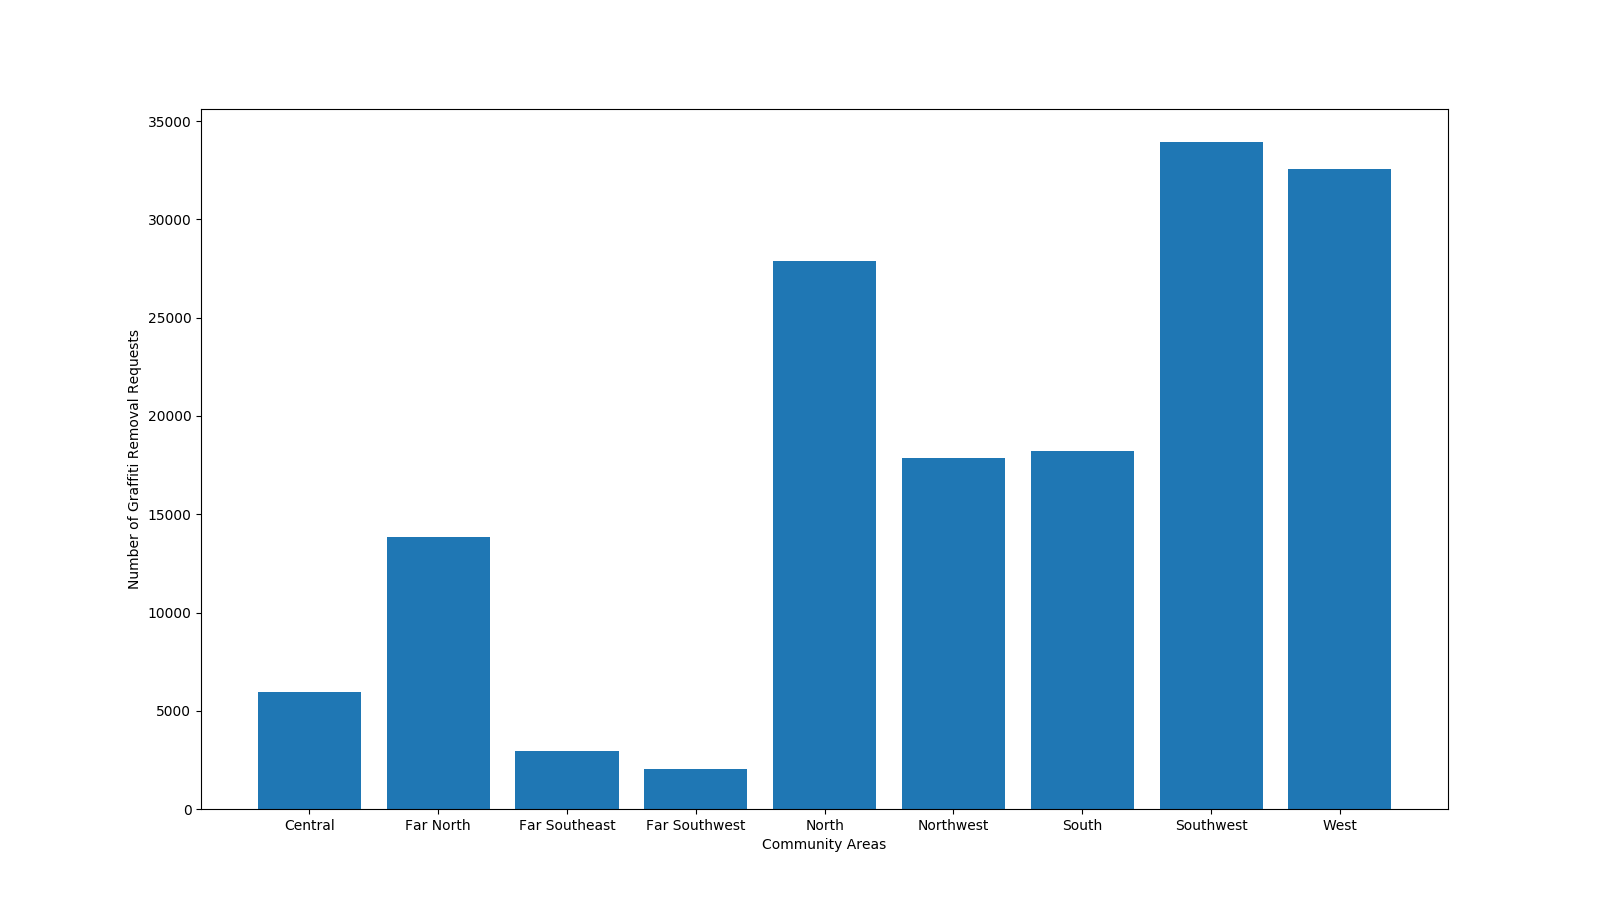 Number of Graffiti Removal Requests
35000
30000
25000
20000
15000
10000
5000
0
Central Far North Far Southeast Far Southwest North Northwest South Southwest West
Community Areas